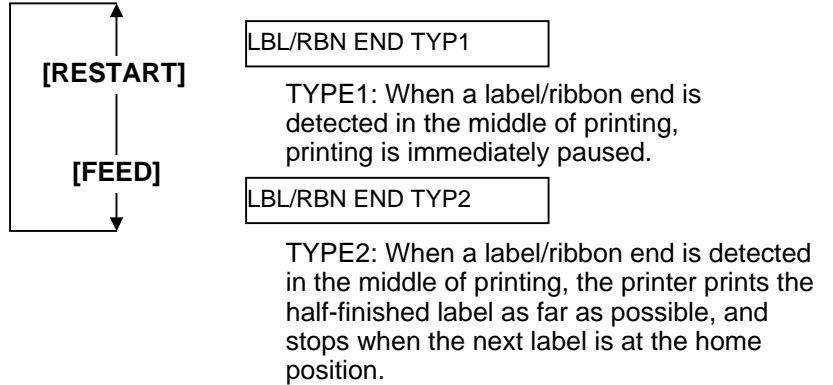 LBL/RBN END TYP1
[RESTART]
TYPE1: When a label/ribbon end is
detected in the middle of printing,
printing is immediately paused.
[FEED]
LBL/RBN END TYP2
TYPE2: When a label/ribbon end is detected
in the middle of printing, the printer prints the
half-finished label as far as possible, and
stops when the next label is at the home
position.